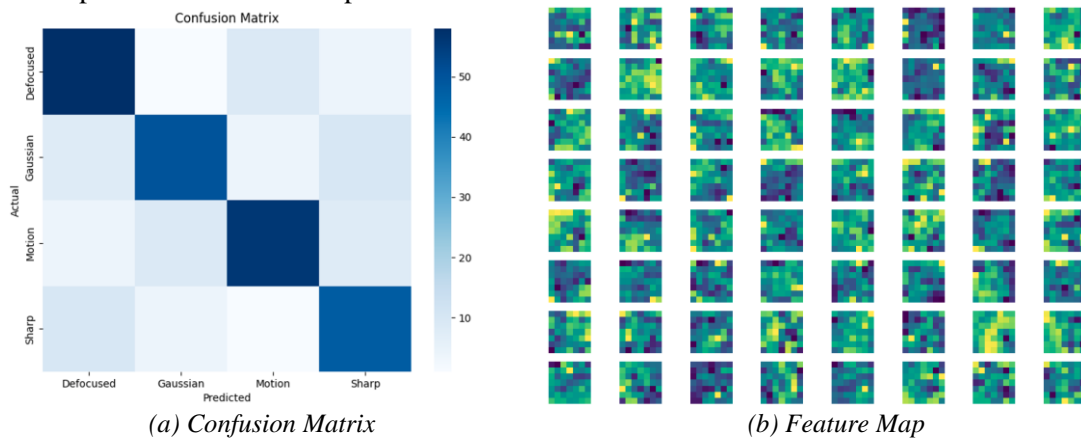 Confusion Matrix
Defocused
Gaussian
Motion
Sharp
Actual
50
40
30
20
10
Defocused Gaussian Motion Sharp
Predicted
(a) Confusion Matrix
(b) Feature Map